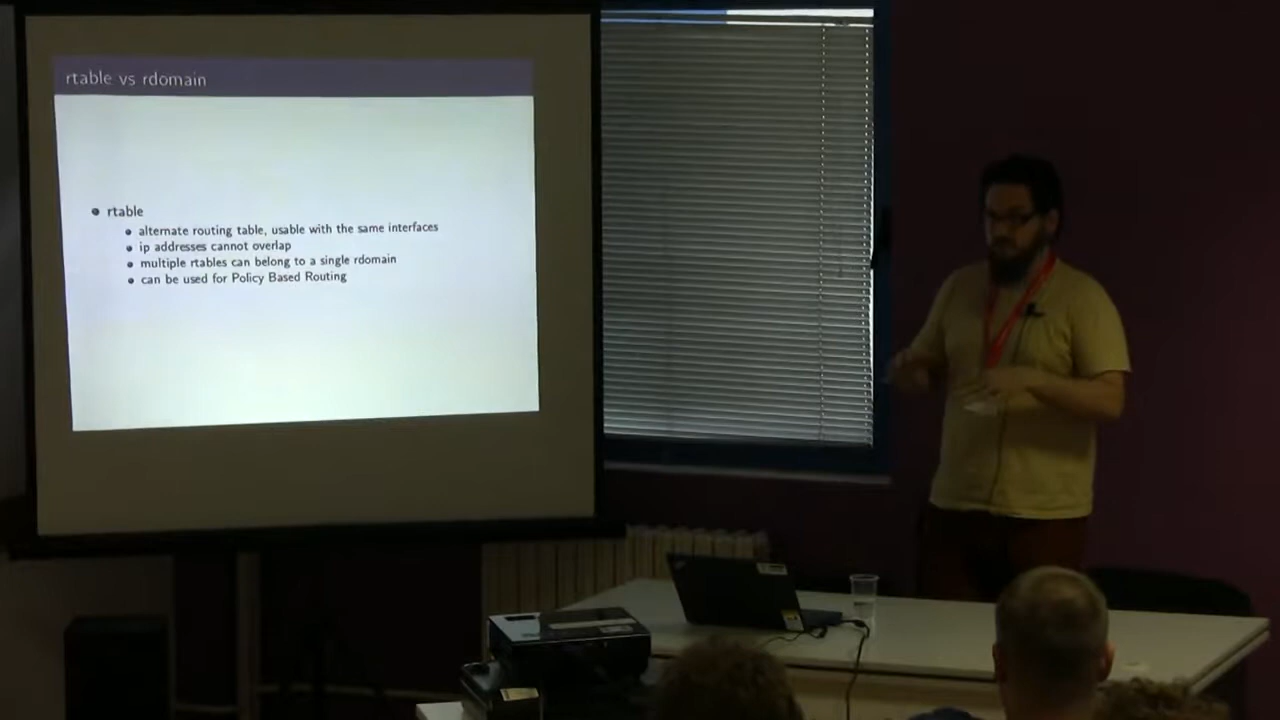 rtable vs rdomain
rtable
alternate routing table, usable with the same interfaces
ip addresses cannot overlap
multiple rtables can belong to a single rdomain
can be used for Policy Based Routing